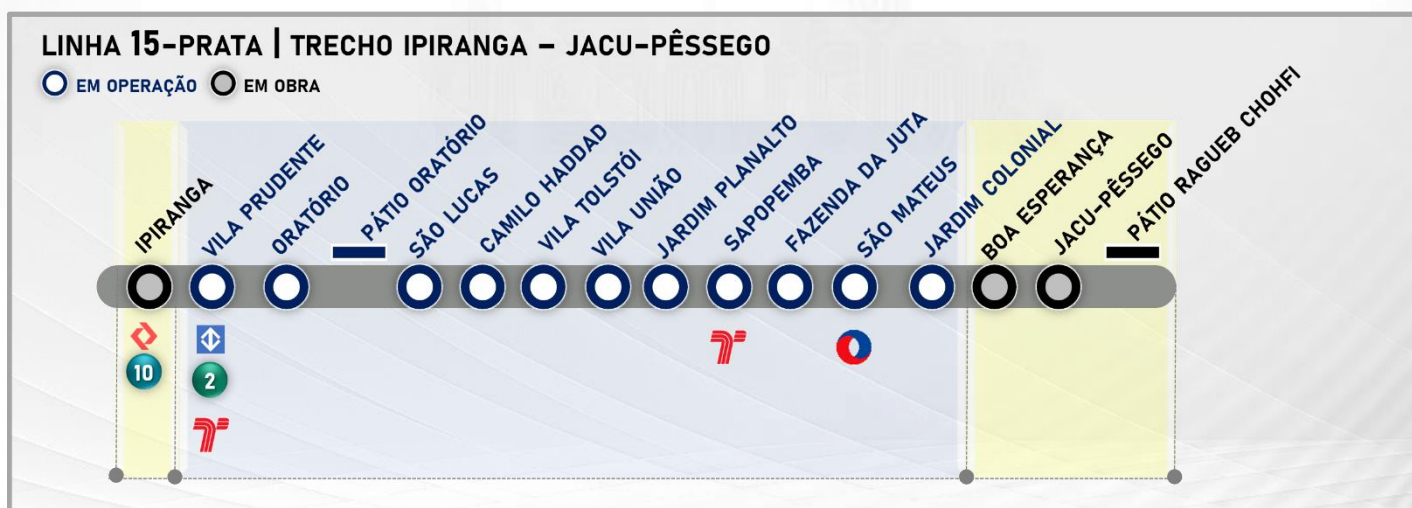 LINHA 15-PRATA | TRECHO IPIRANGA – JACU-PÊSSEGO
EM OPERAÇÃO EM OBRA
IPIRANGA
VILA PRUDENTE
ORATÓRIO
PÁTIO ORATÓRIO
SÃO LUCAS
CAMILO HADDAD
VILA TOLSTÓI
VILA UNIÃO
JARDIM PLANALTO
SAPOPEMBA
FAZENDA DA JUTA
SÃO MATEUS
JARDIM COLONIAL
BOA ESPERANÇA
JACU-PÊSSEGO
PÁTIO RAGUEB CHOHFI
10
2